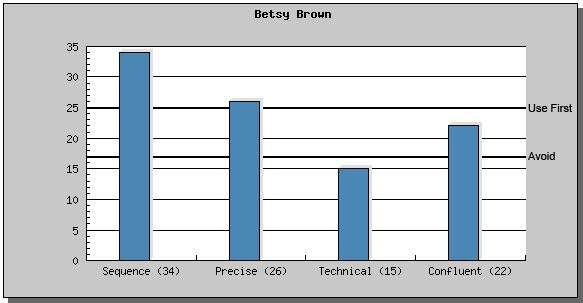 Betsy Brown
35
30
25
Use First
20
Avoid
15
10
5
0
Sequence (34) Precise (26) Technical (15) Confluent (22)